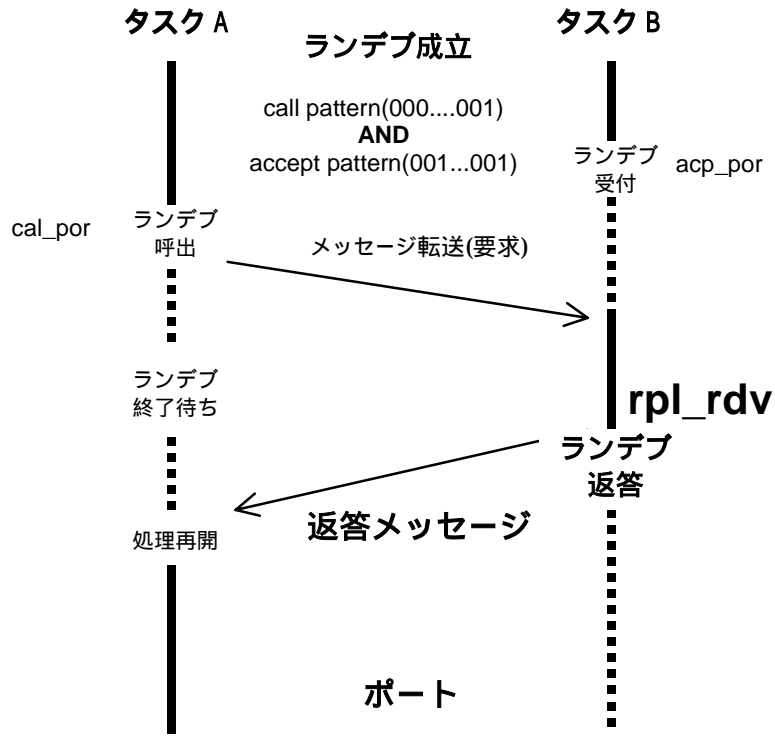 タスク A
ランデブ成立
タスク B
call pattern(000....001)
AND
accept pattern(001...001)
ランデブ
受付
acp_por
cal_por
ランデブ
呼出
メッセージ転送(要求)
ランデブ
終了待ち
rpl_rdv
ランデブ
返答
返答メッセージ
処理再開
ポート